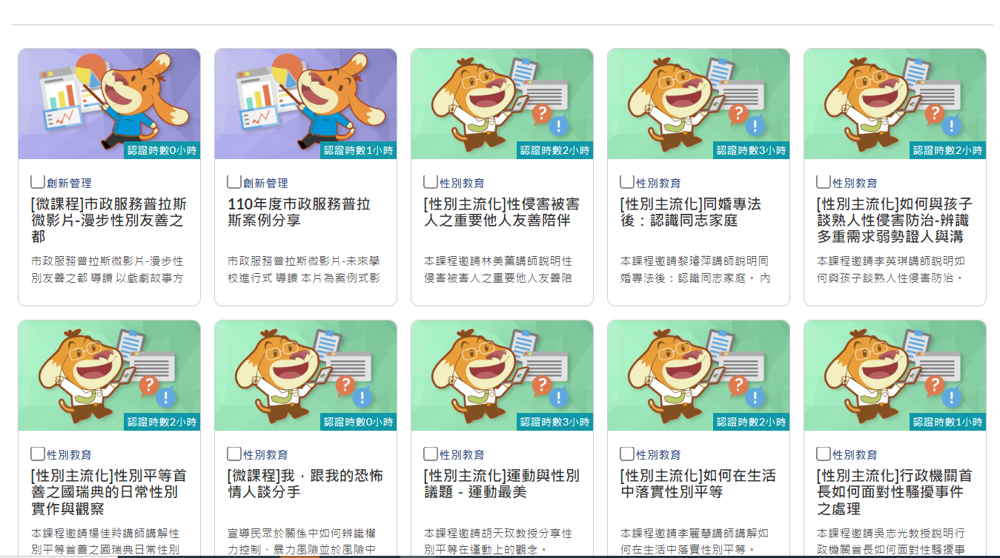 認證時數0小時
創新管理
[微課程]市政服務普拉斯
微影片-漫步性別友善之
都
市政服務普拉斯微影片-漫步性
別友善之都 導讀 以戲劇故事方
認證時數1小時
創新管理
110年度市政服務普拉
斯案例分享
市政服務普拉斯微影片-未來學
校進行式 導讀 本片為案例式影
認證時數2小時
性別教育
[性別主流化]性侵害被害
人之重要他人友善陪伴
本課程邀請林美薰講師說明性
侵害被害人之重要他人友善陪
認證時數3小時
性別教育
[性別主流化]同婚專法
後：認識同志家庭
本課程邀請黎璿萍講師說明同
婚專法後：認識同志家庭。 內
認證時數2小時
性別教育
[性別主流化]如何與孩子
談熟人性侵害防治-辨識
多重需求弱勢證人與溝
本課程邀請李英琪講師說明如
何與孩子談熟人性侵害防治。
認證時數2小時
性別教育
[性別主流化]性別平等首
善之國瑞典的日常性別
實作與觀察
本課程邀請楊佳羚講師講解性
別平等首善之國瑞典日常性別
認證時數0小時
性別教育
[微課程]我，跟我的恐怖
情人談分手
宣導民眾於關係中如何辨識權
力控制、暴力風險並於風險中
認證時數3小時
性別教育
[性別主流化]運動與性別
議題 - 運動最美
本課程邀請胡天玫教授分享性
別平等在運動上的觀念。
認證時數2小時
性別教育
[性別主流化]如何在生活
中落實性別平等
本課程邀請李麗慧講師講解如
何在生活中落實性別平等。
認證時數1小時
性別教育
[性別主流化]行政機關首
長如何面對性騷擾事件
之處理
本課程邀請吳志光教授說明行
政機關首長如何面對性騷擾事